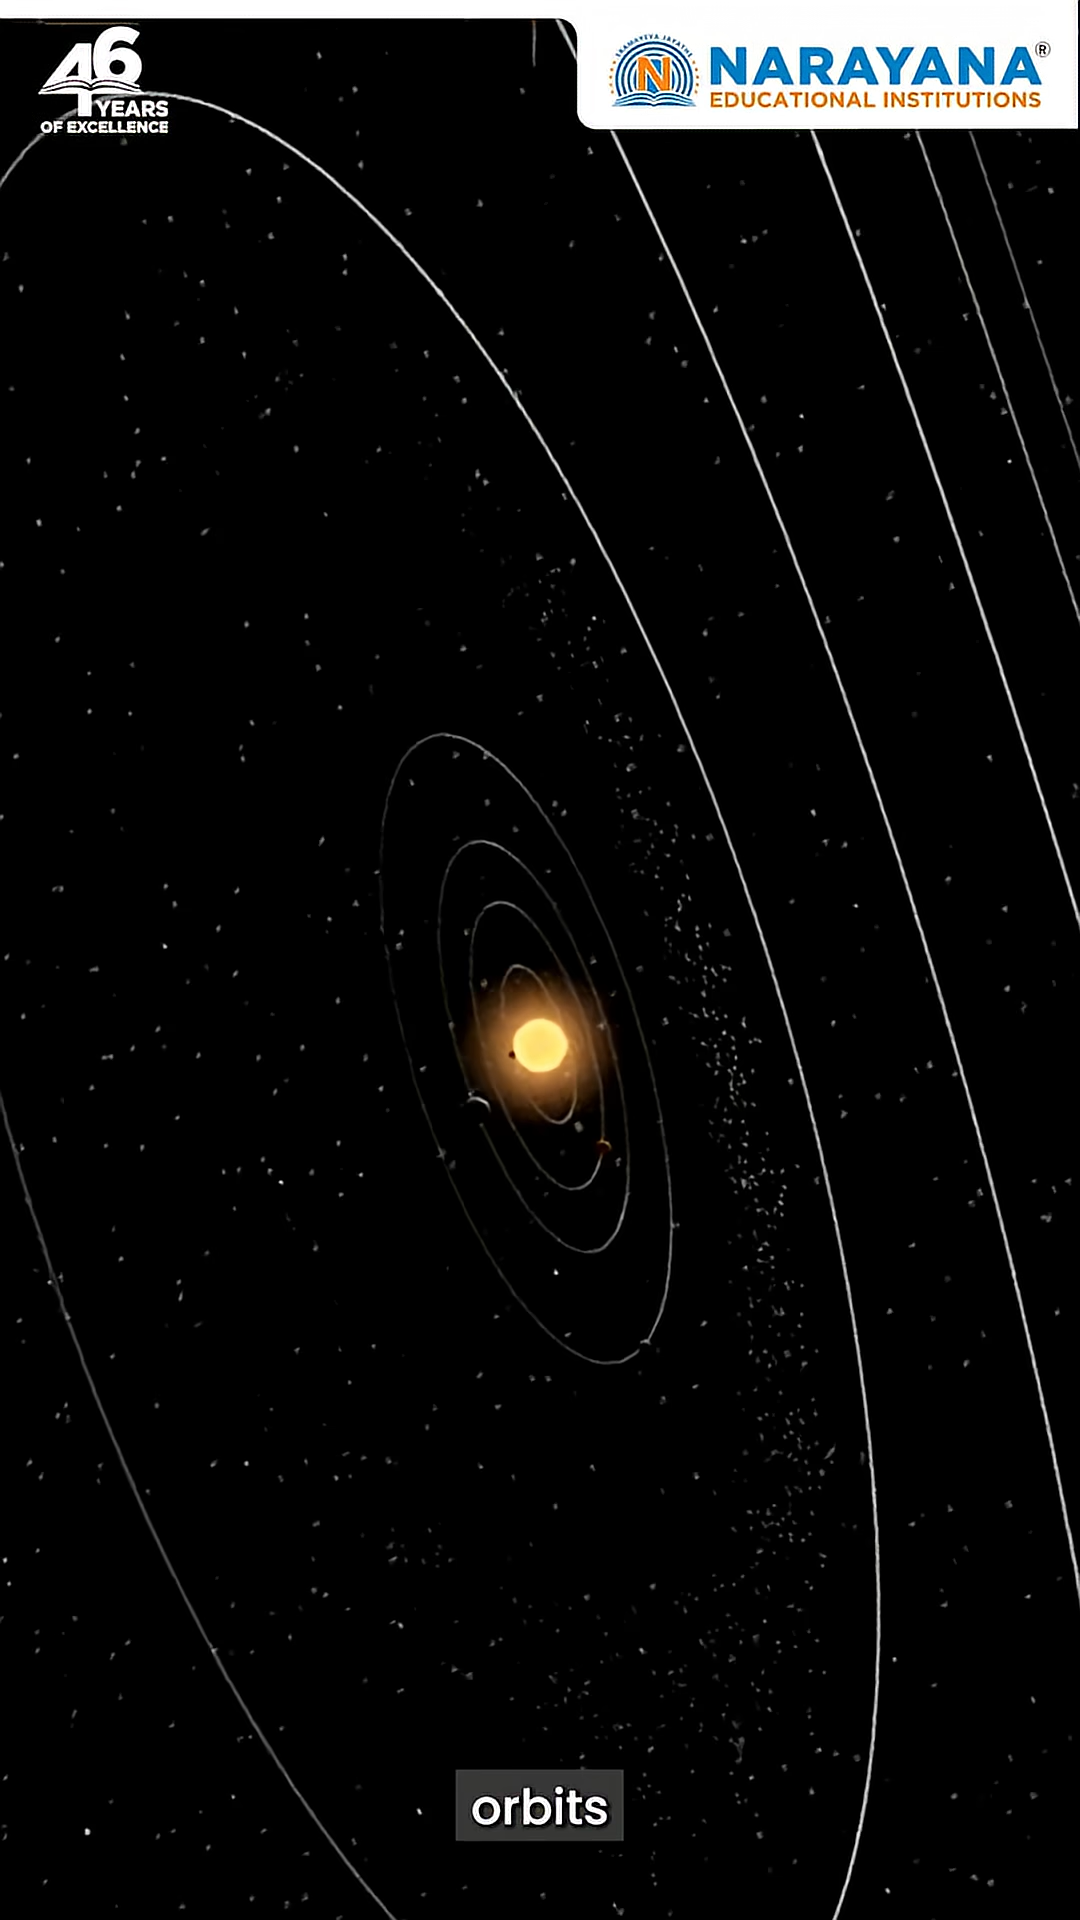 46
YEARS
OF EXCELLENCE
N
NARAYANA®
EDUCATIONAL INSTITUTIONS
orbits